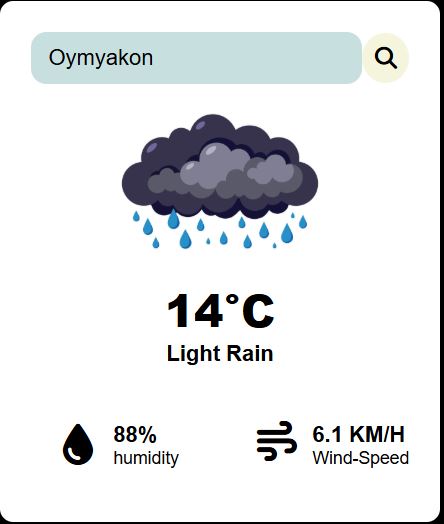 Oymyakon
14°C
Light Rain
88%
humidity
6.1 KM/H
Wind-Speed